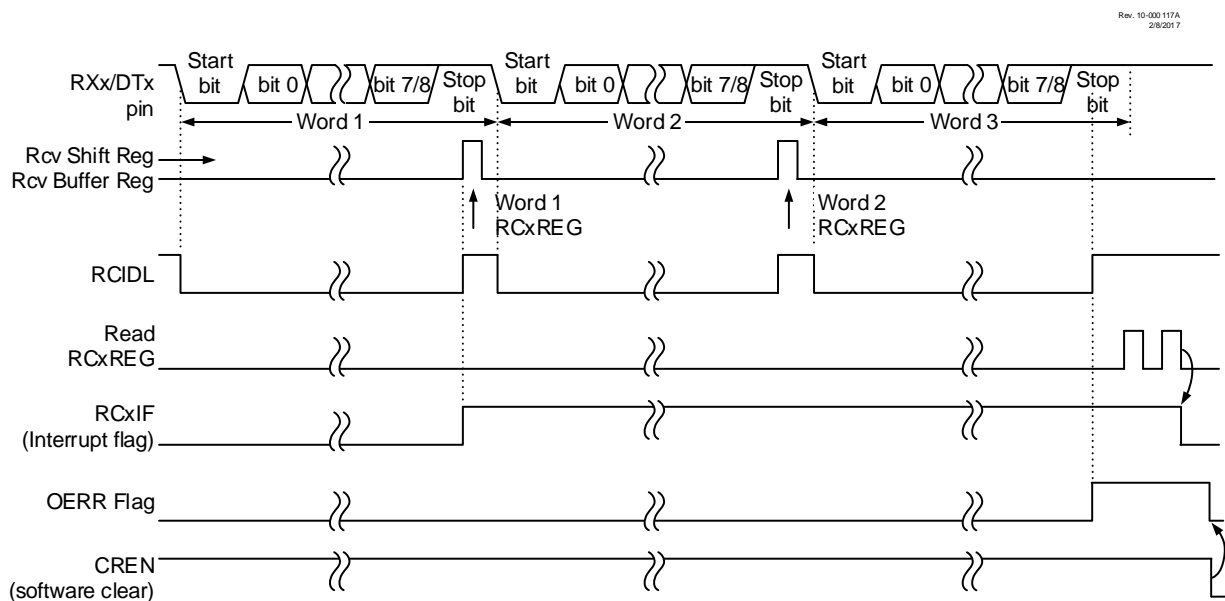 Rev. 10-000 117A
2/8/2017
Start bit
bit 0
bit 7/8
Stop bit
Start bit
bit 0
bit 7/8
Stop bit
Start bit
bit 0
bit 7/8
Stop bit
RXx/DTx
pin
Word 1
Word 2
Word 3
Rcv Shift Reg
Rcv Buffer Reg
Word 1
RCxREG
Word 2
RCxREG
RCIDL
Read
RCxREG
RCxIF
(Interrupt flag)
OERR Flag
CREN
(software clear)